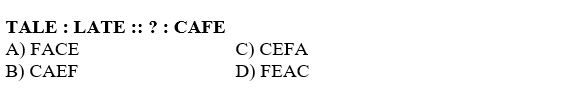 TALE : LATE :: ? : CAFE
A) FACE C) CEFA
B) CAEF D) FEAC